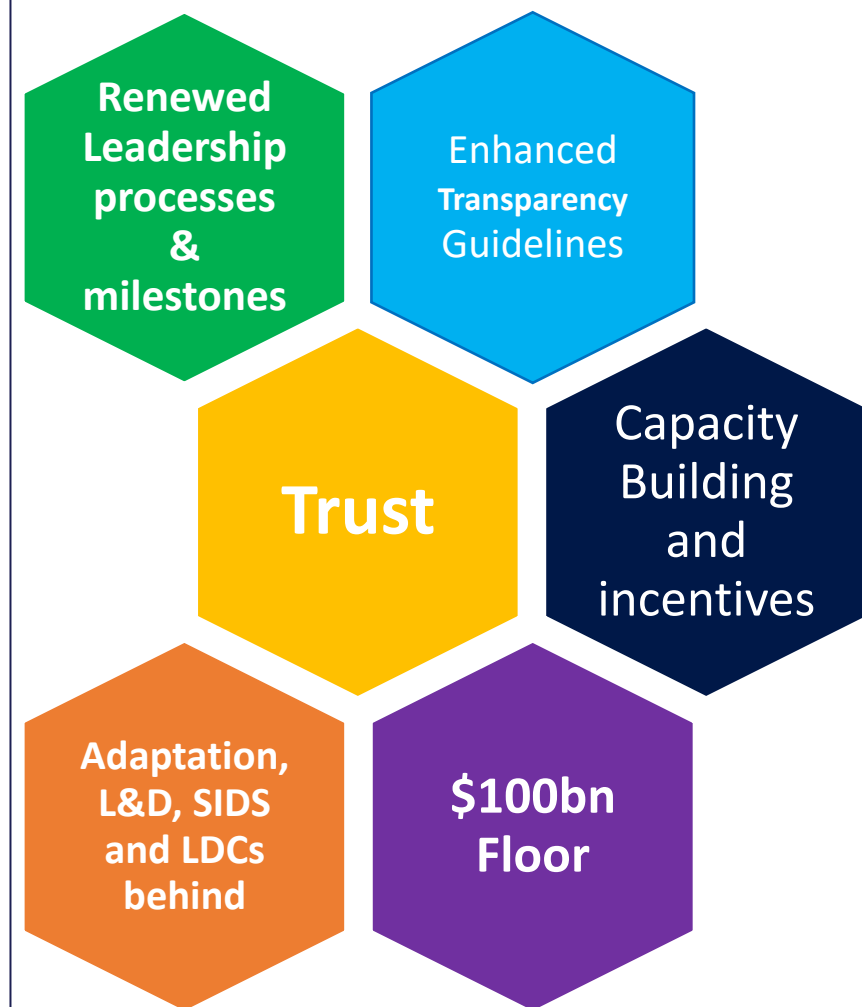 Renewed
Leadership
processes
&
milestones
Enhanced
Transparency
Guidelines
Trust
Capacity
Building
and
incentives
Adaptation,
L&D, SIDS
and LDCs
behind
$100bn
Floor